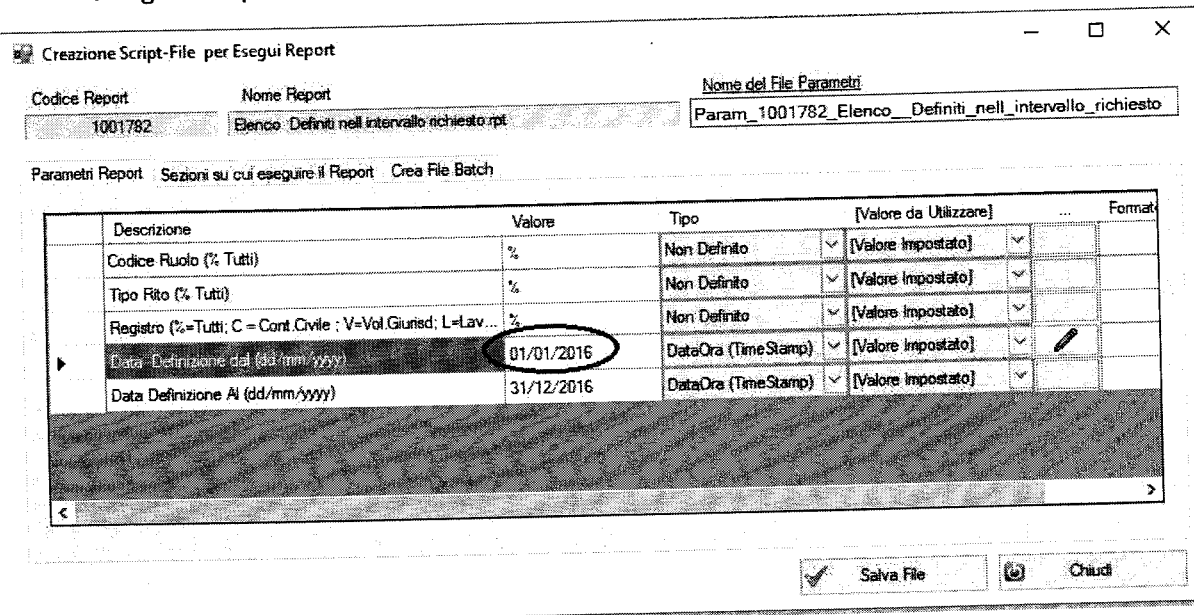 Creazione Script-File per Esegui Report
Codice Report Nome Report Nome del File Parametri
1001782 Elenco Definiti nell intervallo richiesto.rpt Param_1001782_Elenco__Definiti_nell_intervallo_richiesto
Parametri Report Sezioni su cui eseguire il Report Crea File Batch
Descrizione Valore Tipo [Valore da Utilizzare] ... Format
Codice Ruolo (% Tutti) % Non Definito [Valore Impostato]
Tipo Rito (% Tutti) % Non Definito [Valore Impostato]
Registro (%=Tutti; C = Cont.Civile ; V=Vol.Giurisd; L=Lav... % Non Definito [Valore Impostato]
Data Definizione dal (dd/mm/yyyy) 01/01/2016 DataOra (TimeStamp) [Valore Impostato]
Data Definizione Al (dd/mm/yyyy) 31/12/2016 DataOra (TimeStamp) [Valore Impostato]
Salva File Chiudi